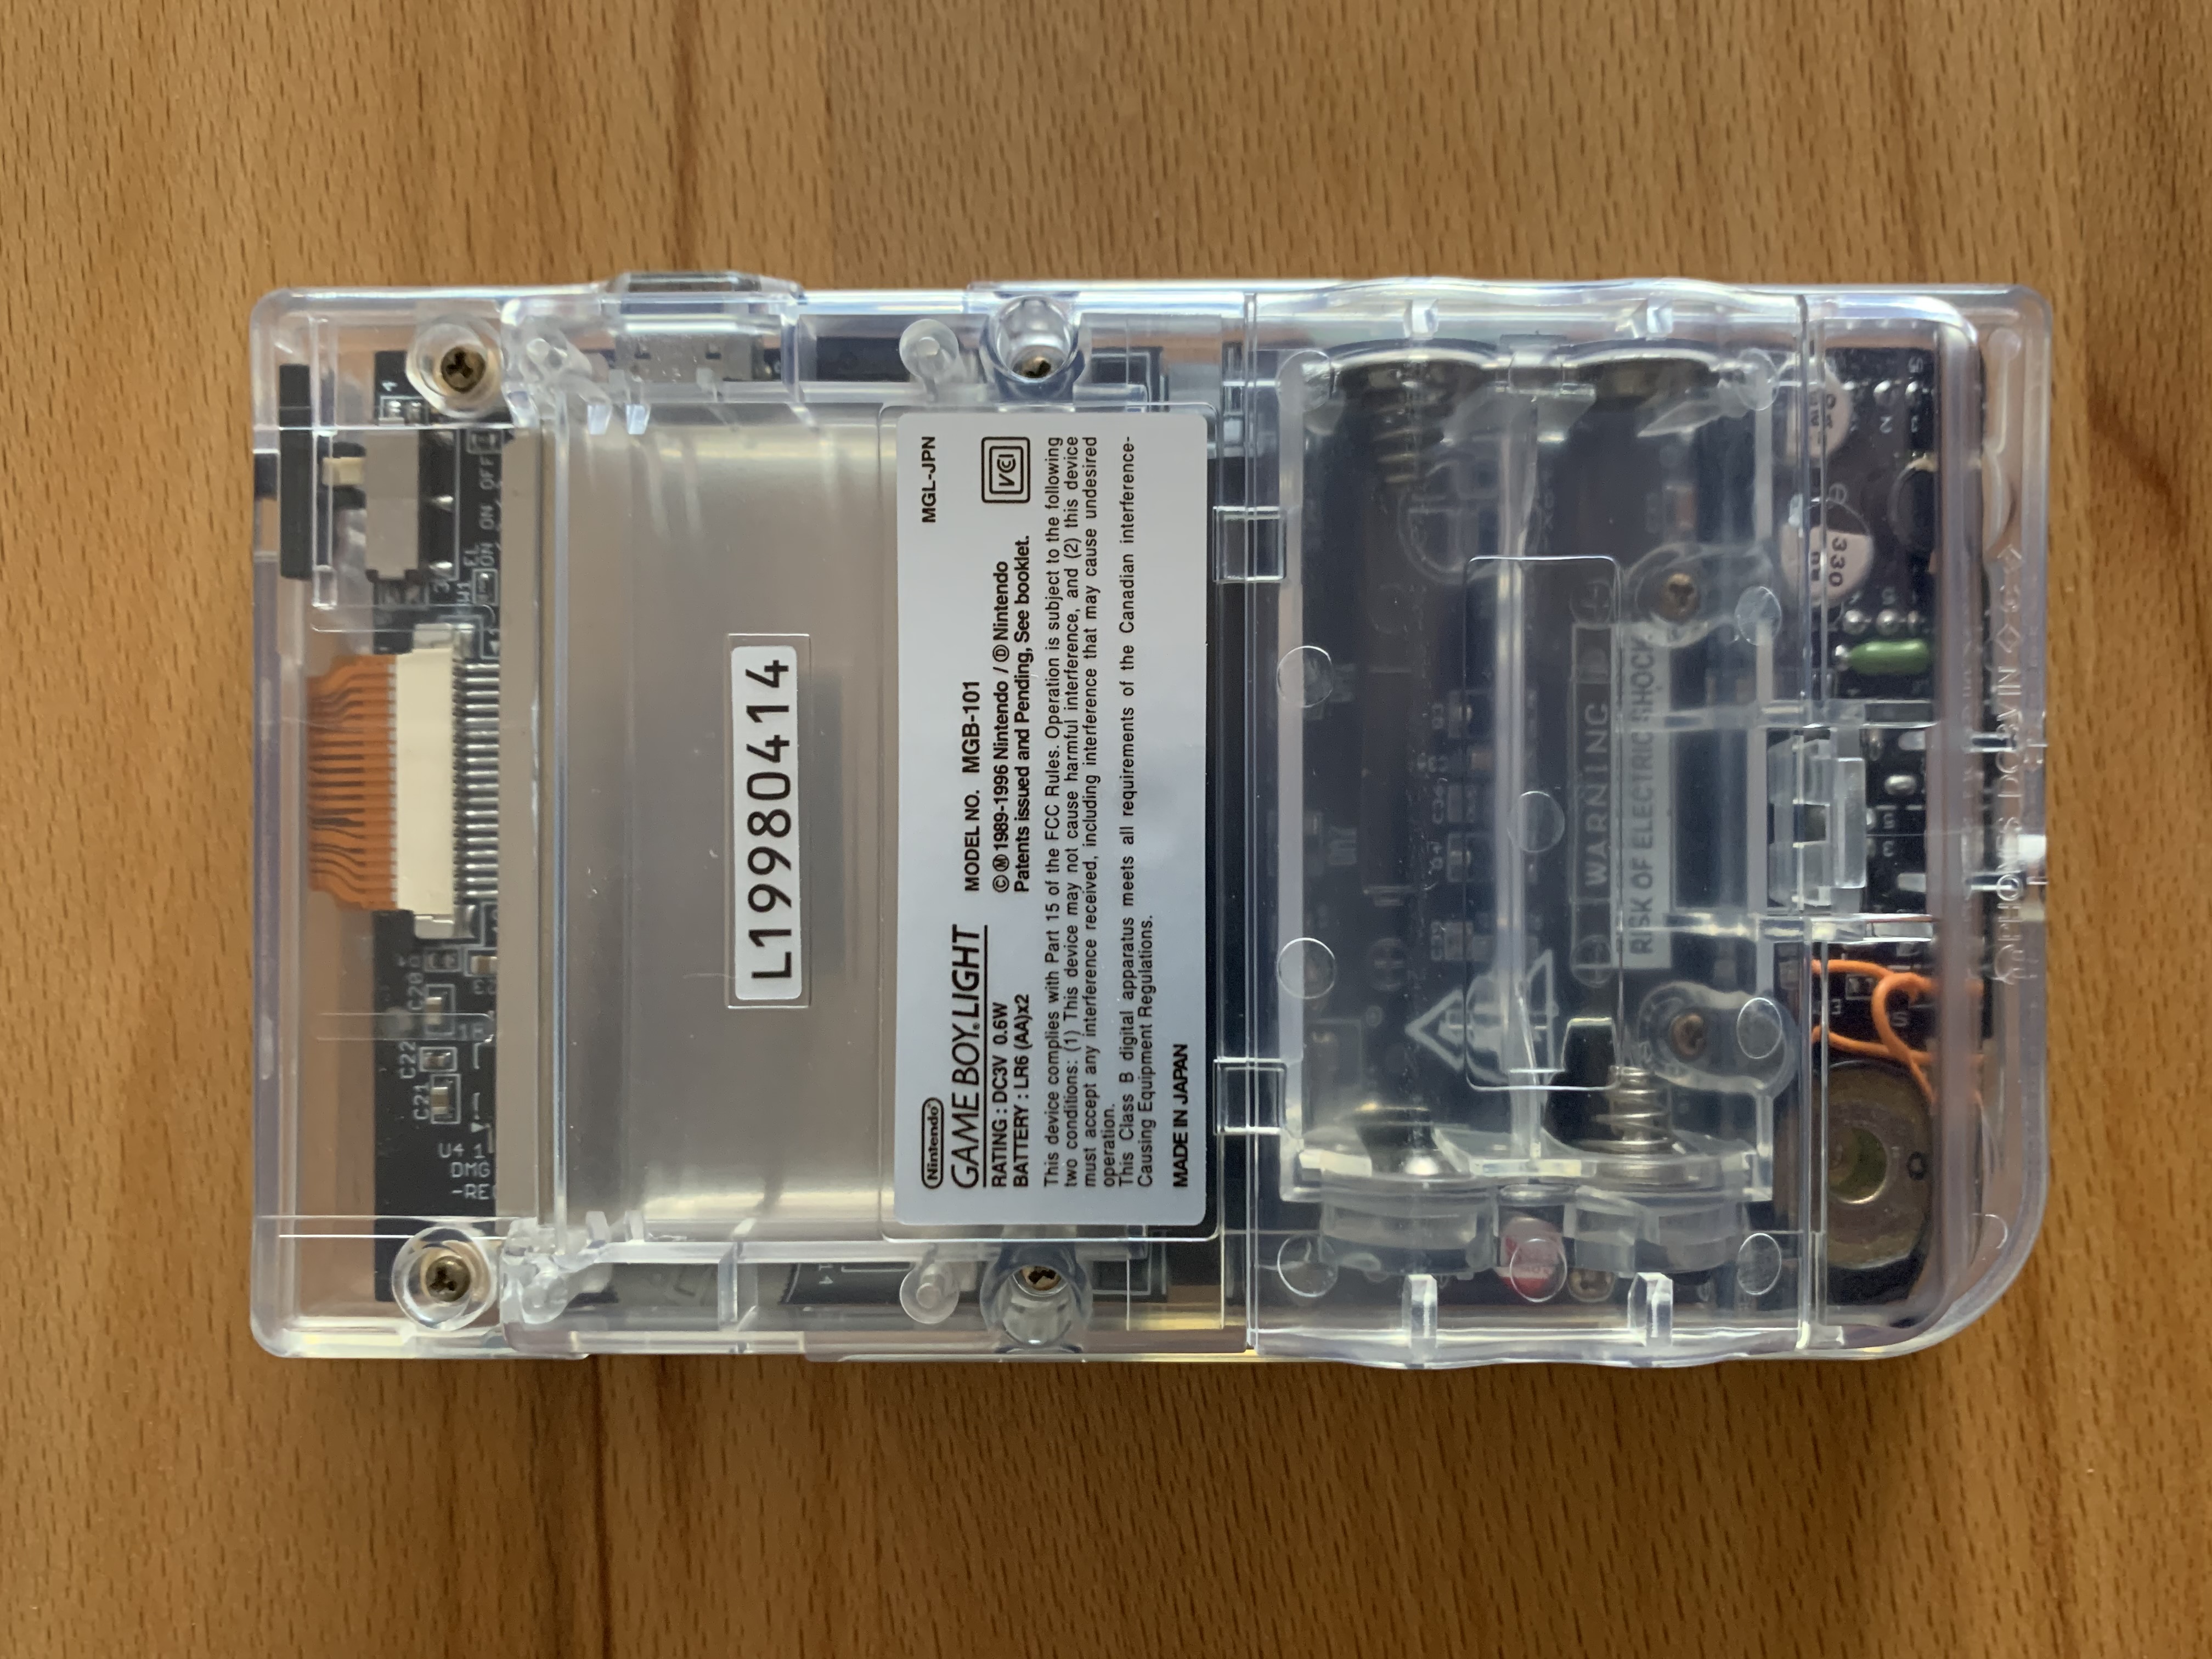 C21 C22 C20
U4
DMG
EL
ON ON OFF
L19980414
Nintendo®
MGL-JPN
GAME BOY® LIGHT
MODEL NO. MGB-101
RATING : DC3V 0.6W
©Ⓜ1989-1996 Nintendo / ⒹNintendo
VCI
BATTERY : LR6 (AA)x2
Patents issued and Pending, See booklet.
This device complies with Part 15 of the FCC Rules. Operation is subject to the following
two conditions: (1) This device may not cause harmful interference, and (2) this device
must accept any interference received, including interference that may cause undesired
operation.
This Class B digital apparatus meets all requirements of the Canadian interference-
Causing Equipment Regulations.
MADE IN JAPAN
WARNING
RISK OF ELECTRIC SHOCK
330
PHONES DC 3V IN